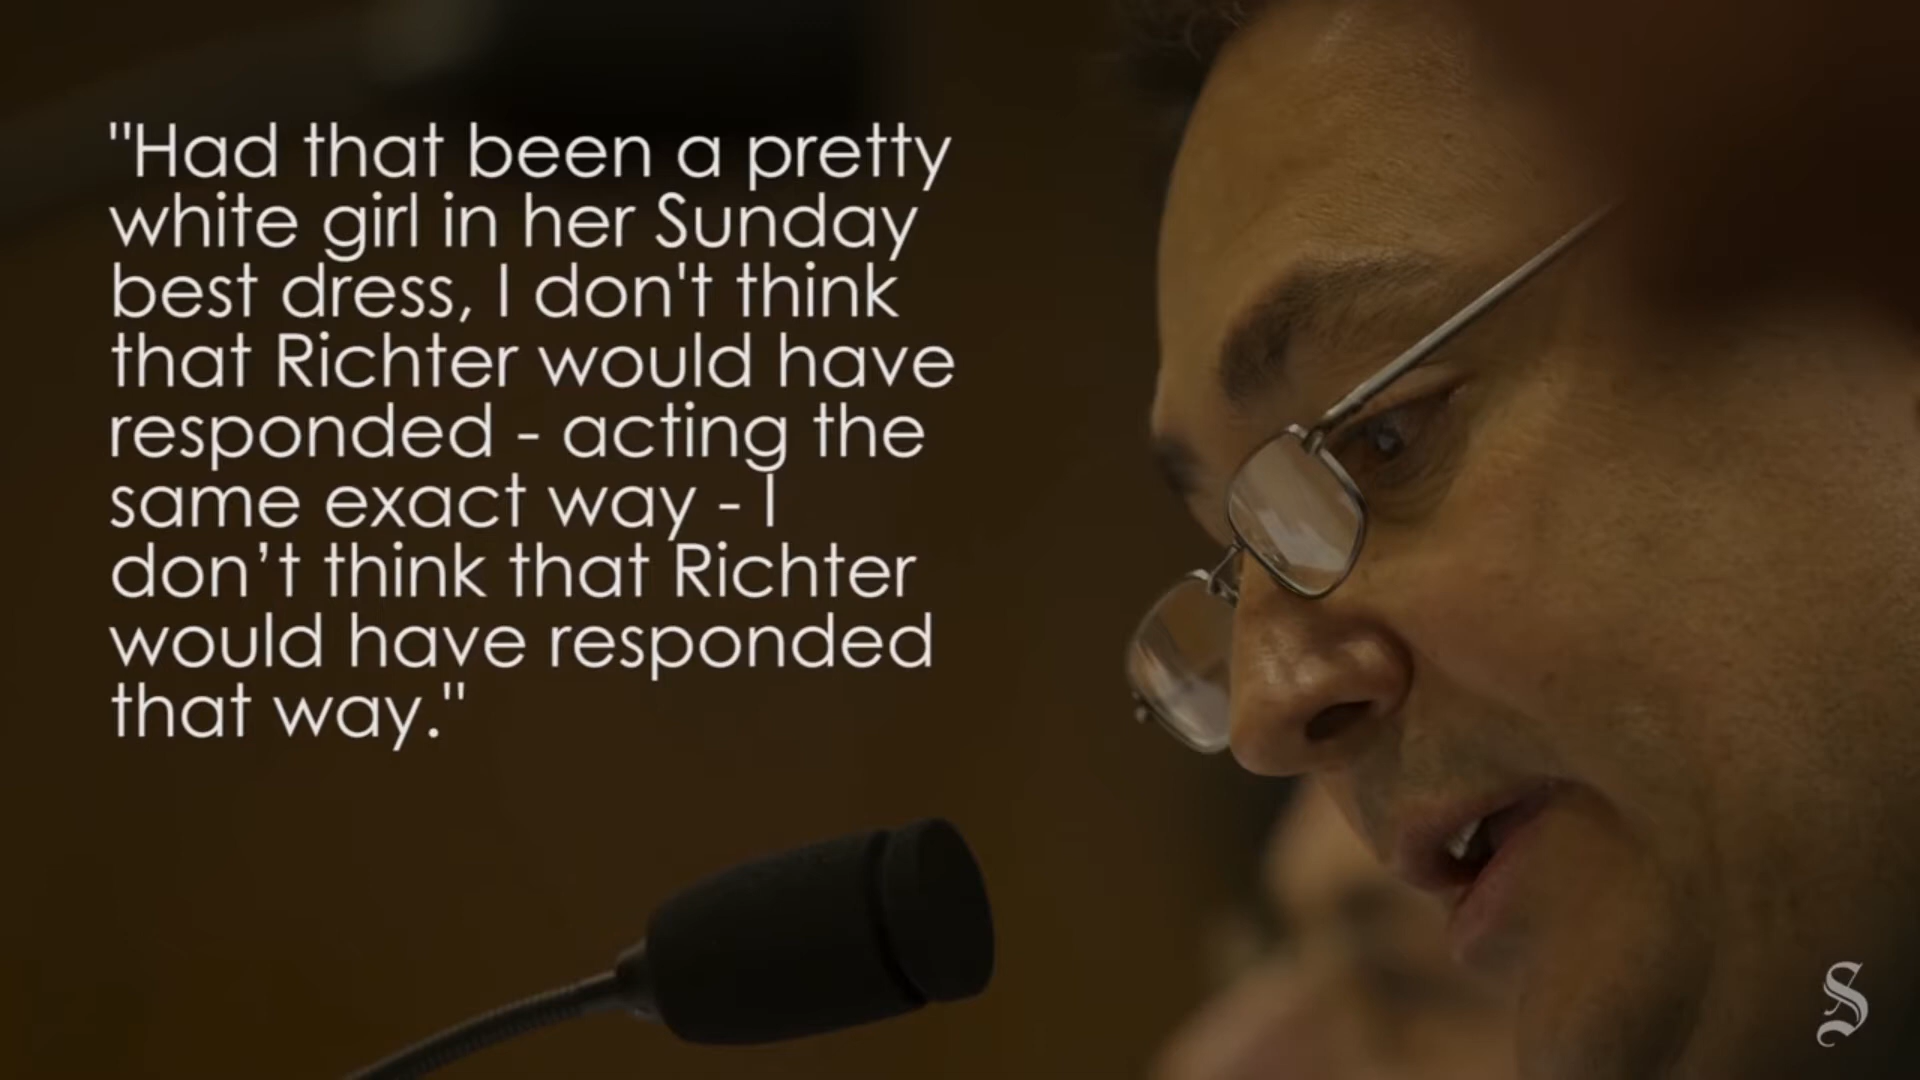 "Had that been a pretty
white girl in her Sunday
best dress, I don't think
that Richter would have
responded - acting the
same exact way - I
don’t think that Richter
would have responded
that way."
S